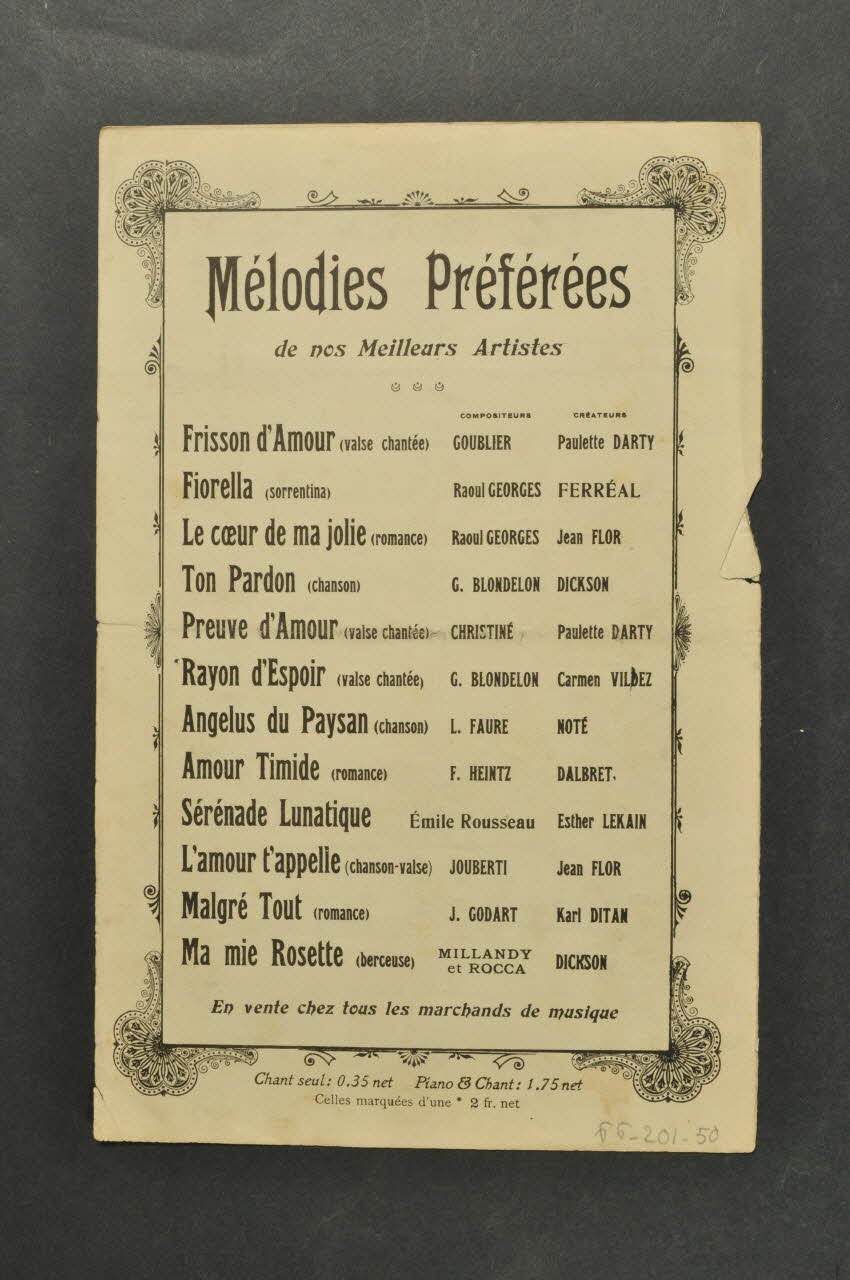 Mélodies Préférées
de nos Meilleurs Artistes
COMPOSITEURS CRÉATEURS
Frisson d'Amour (valse chantée) GOUBLIER Paulette DARTY
Fiorella (sorrentina) Raoul GEORGES FERRÉAL
Le cœur de ma jolie (romance) Raoul GEORGES Jean FLOR
Ton Pardon (chanson) G. BLONDELON DICKSON
Preuve d'Amour (valse chantée) CHRISTINÉ Paulette DARTY
*Rayon d'Espoir (valse chantée) G. BLONDELON Carmen VILDEZ
Angelus du Paysan (chanson) L. FAURE NOTÉ
Amour Timide (romance) F. HEINTZ DALBRET.
Sérénade Lunatique Émile Rousseau Esther LEKAIN
L'amour t'appelle (chanson-valse) JOUBERTI Jean FLOR
Malgré Tout (romance) J. GODART Karl DITAN
Ma mie Rosette (berceuse) MILLANDY et ROCCA DICKSON
En vente chez tous les marchands de musique
Chant seul: 0.35 net Piano & Chant: 1.75 net
Celles marquées d'une * 2 fr. net
FF-201-50